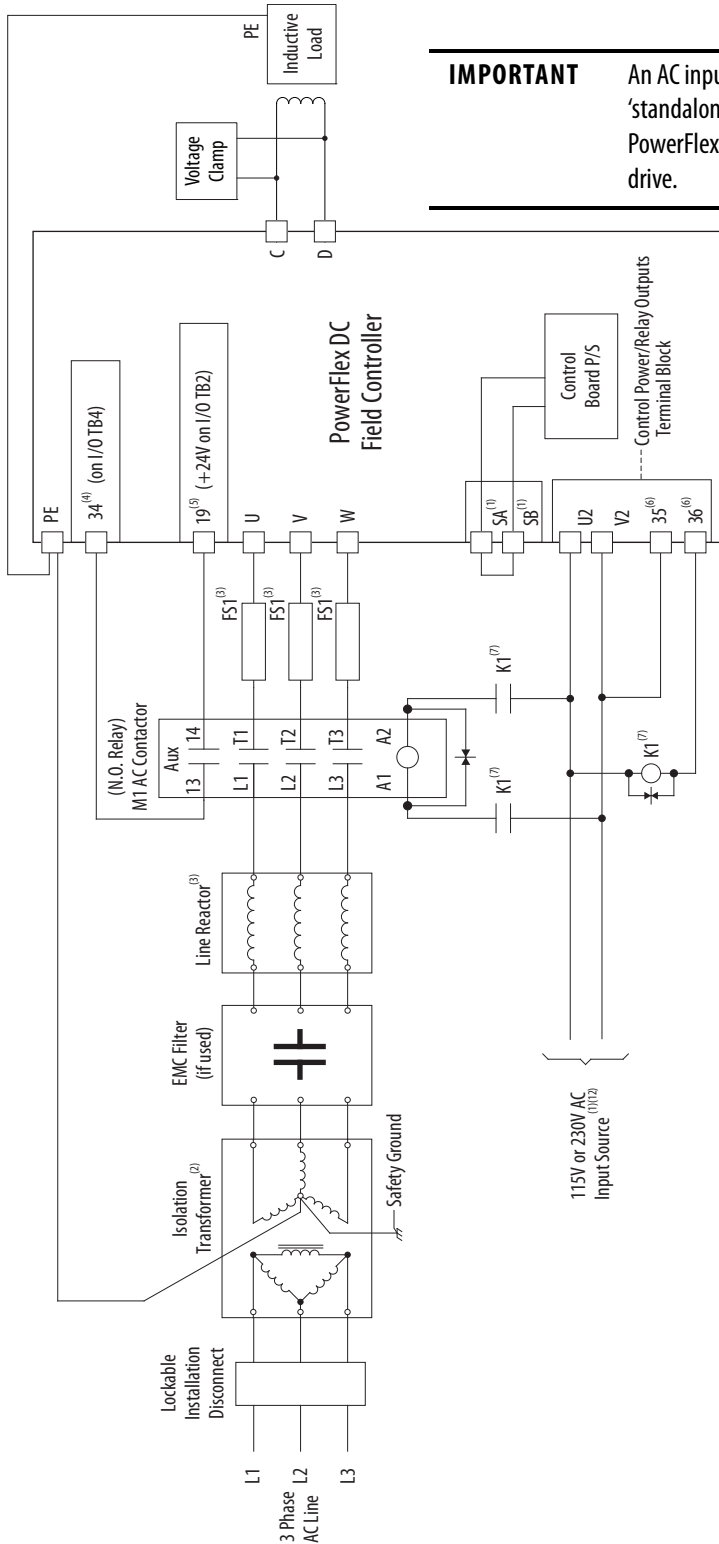 IMPORTANT
An AC inpu
'standalon
PowerFlex
drive.
PE
Inductive
Load
Voltage
Clamp
C
D
PE
34(4) (on I/O TB4)
19(5) (+24V on I/O TB2)
U
V
W
PowerFlex DC
Field Controller
SA(1)
SB(1)
Control
Board P/S
Control Power/Relay Outputs
Terminal Block
U2
V2
35(6)
36(6)
FS1(3)
FS1(3)
FS1(3)
(N.O. Relay)
M1 AC Contactor
Aux
13 14
L1 T1
L2 T2
L3 T3
A1 A2
K1(7)
K1(7)
K1(7)
Line Reactor(3)
EMC Filter
(if used)
Isolation
Transformer(2)
Safety Ground
115V or 230V AC
Input Source(1)(12)
Lockable
Installation
Disconnect
L1
3 Phase L2
AC Line
L3